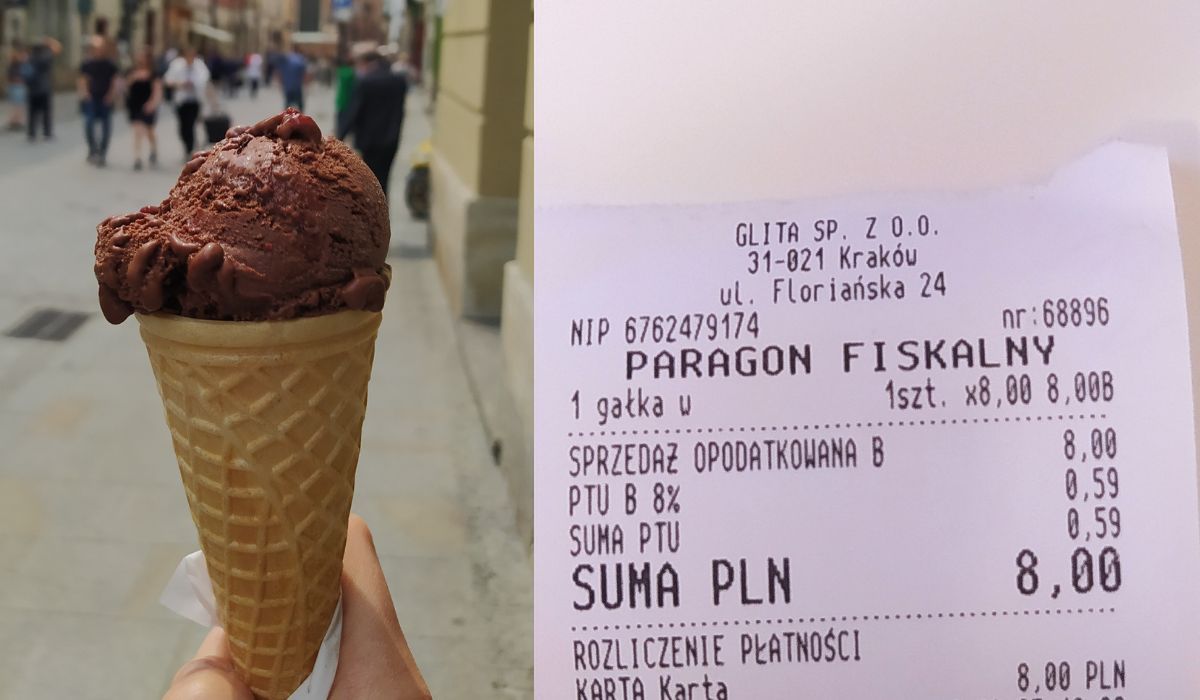 GLITA SP. Z O.O.
31-021 Kraków
ul. Floriańska 24
NIP 6762479174 nr:68896
PARAGON FISKALNY
1 gałka w 1szt. x8,00 8,00B
SPRZEDAŻ OPODATKOWANA B 8,00
PTU B 8% 0,59
SUMA PTU 0,59
SUMA PLN 8,00
ROZLICZENIE PŁATNOŚCI
KARTA Karta 8,00 PLN